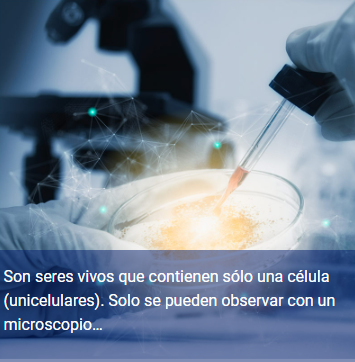 Son seres vivos que contienen sólo una célula
(unicelulares). Solo se pueden observar con un
microscopio...